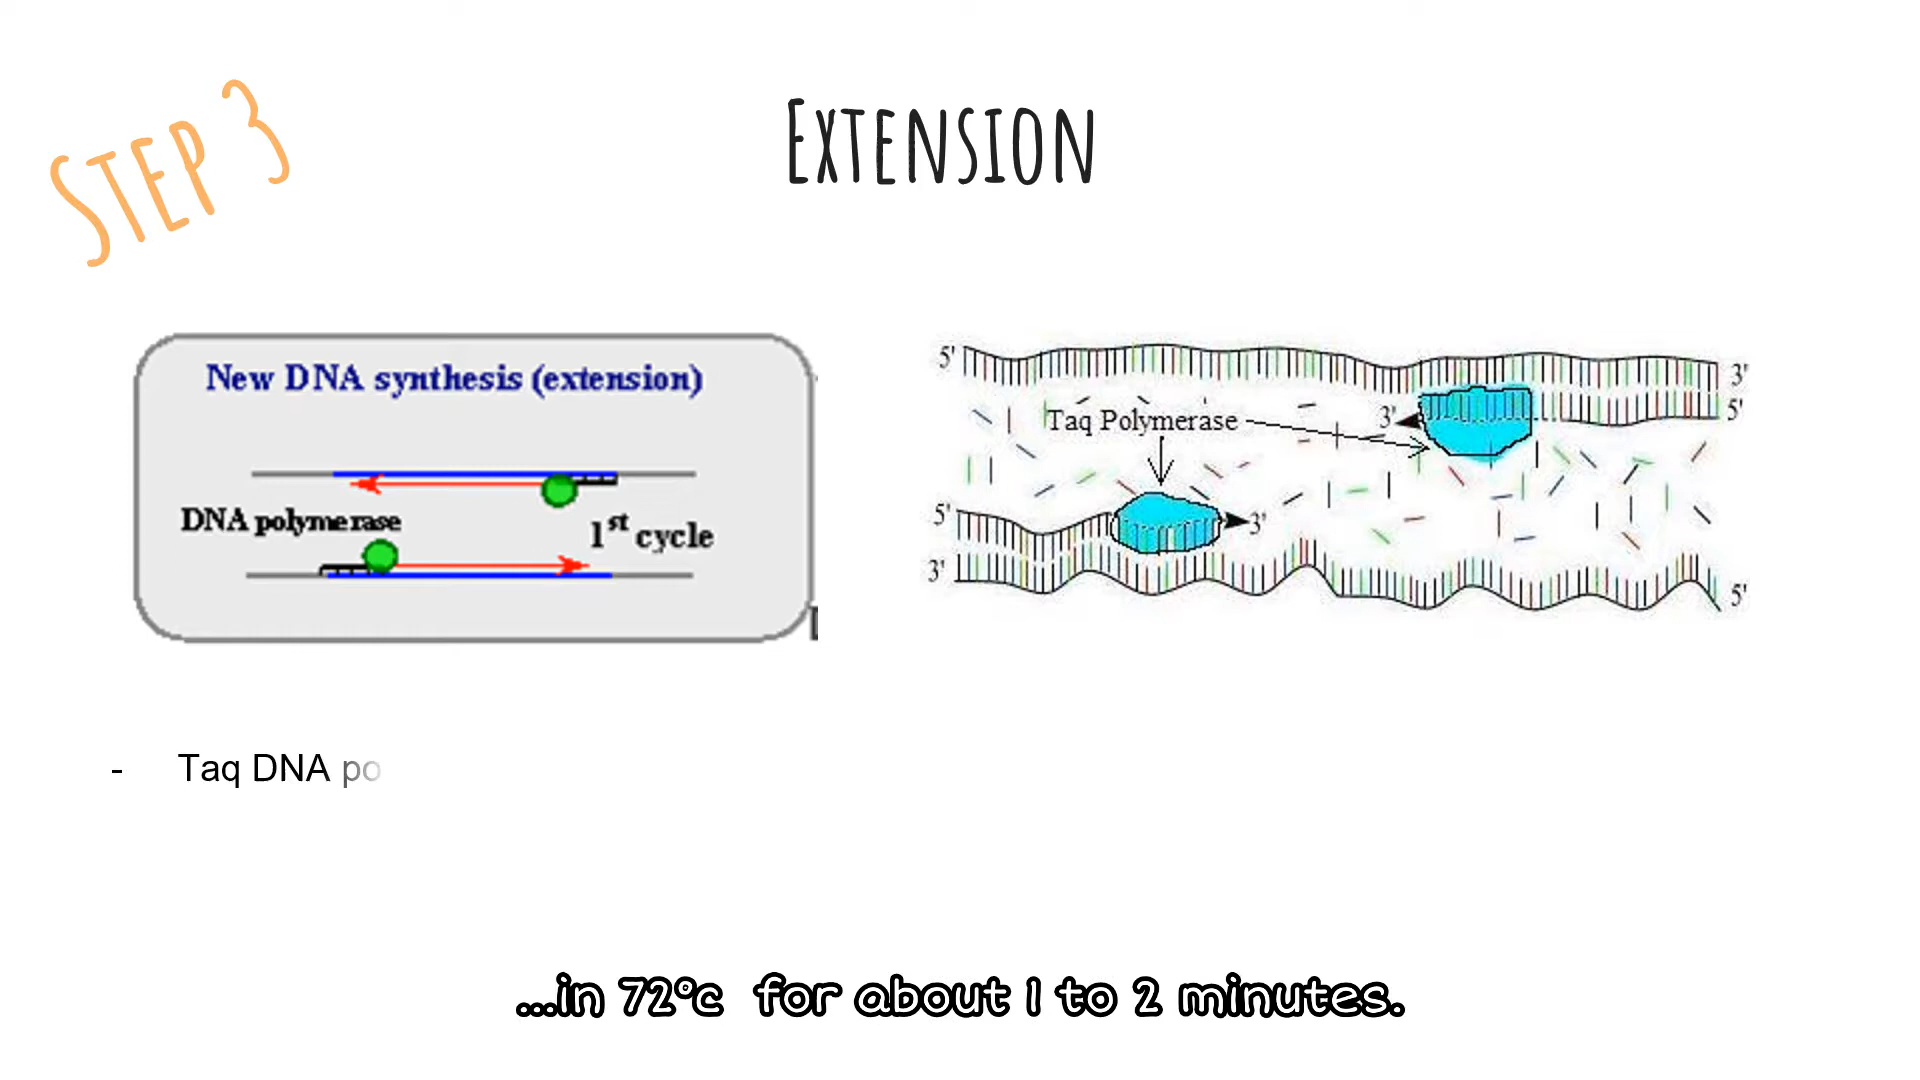 STEP 3
EXTENSION
New DNA synthesis (extension)
DNA polymerase
1st cycle
5'
3'
5'
Taq Polymerase
3'
5'
3'
3'
5'
- Taq DNA po
...in 72°c for about 1 to 2 minutes.